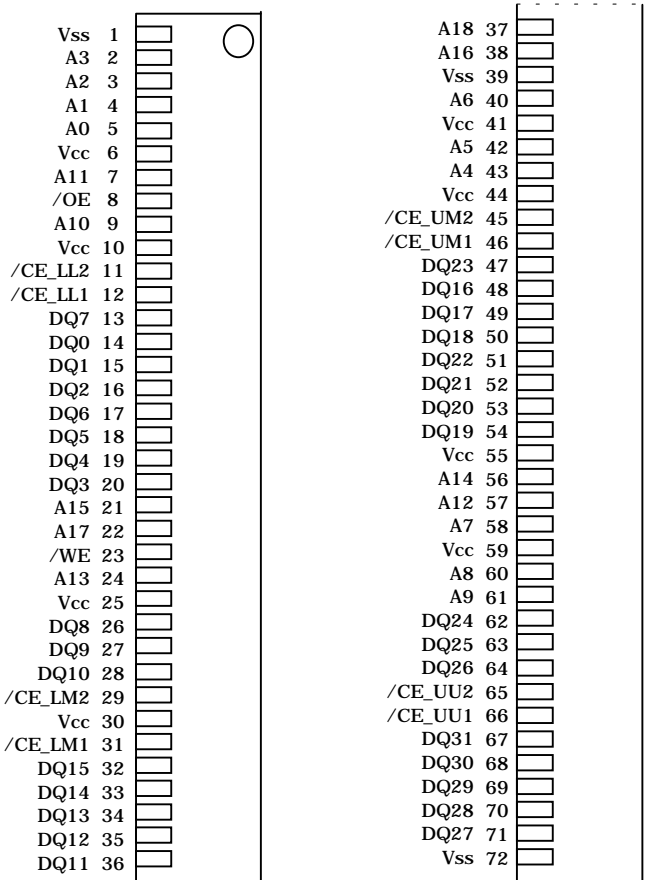 Vss 1
A3 2
A2 3
A1 4
A0 5
Vcc 6
A11 7
/OE 8
A10 9
Vcc 10
/CE_LL2 11
/CE_LL1 12
DQ7 13
DQ0 14
DQ1 15
DQ2 16
DQ6 17
DQ5 18
DQ4 19
DQ3 20
A15 21
A17 22
/WE 23
A13 24
Vcc 25
DQ8 26
DQ9 27
DQ10 28
/CE_LM2 29
Vcc 30
/CE_LM1 31
DQ15 32
DQ14 33
DQ13 34
DQ12 35
DQ11 36
A18 37
A16 38
Vss 39
A6 40
Vcc 41
A5 42
A4 43
Vcc 44
/CE_UM2 45
/CE_UM1 46
DQ23 47
DQ16 48
DQ17 49
DQ18 50
DQ22 51
DQ21 52
DQ20 53
DQ19 54
Vcc 55
A14 56
A12 57
A7 58
Vcc 59
A8 60
A9 61
DQ24 62
DQ25 63
DQ26 64
/CE_UU2 65
/CE_UU1 66
DQ31 67
DQ30 68
DQ29 69
DQ28 70
DQ27 71
Vss 72